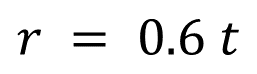 r = 0.6 t